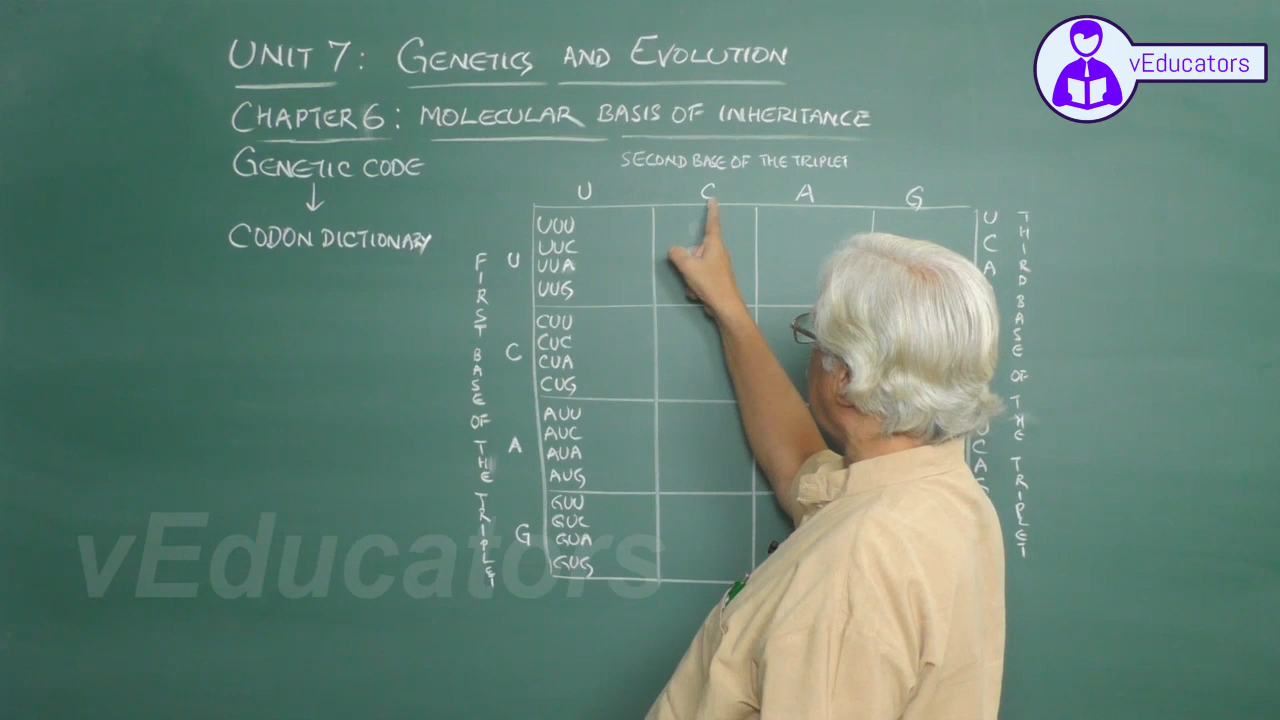 UNIT 7: GENETICS AND EVOLUTION
vEducators
CHAPTER 6: MOLECULAR BASIS OF INHERITANCE
GENETIC CODE
↓
CODON DICTIONARY
SECOND BASE OF THE TRIPLET
U C A G
FIRST BASE OF THE TRIPLET
U
UUU
UUC
UUA
UUG
C
CUU
CUC
CUA
CUG
A
AUU
AUC
AUA
AUG
G
GUU
GUC
GUA
GUG
U
C
A
C
A
THIRD BASE OF THE TRIPLET
vEducators